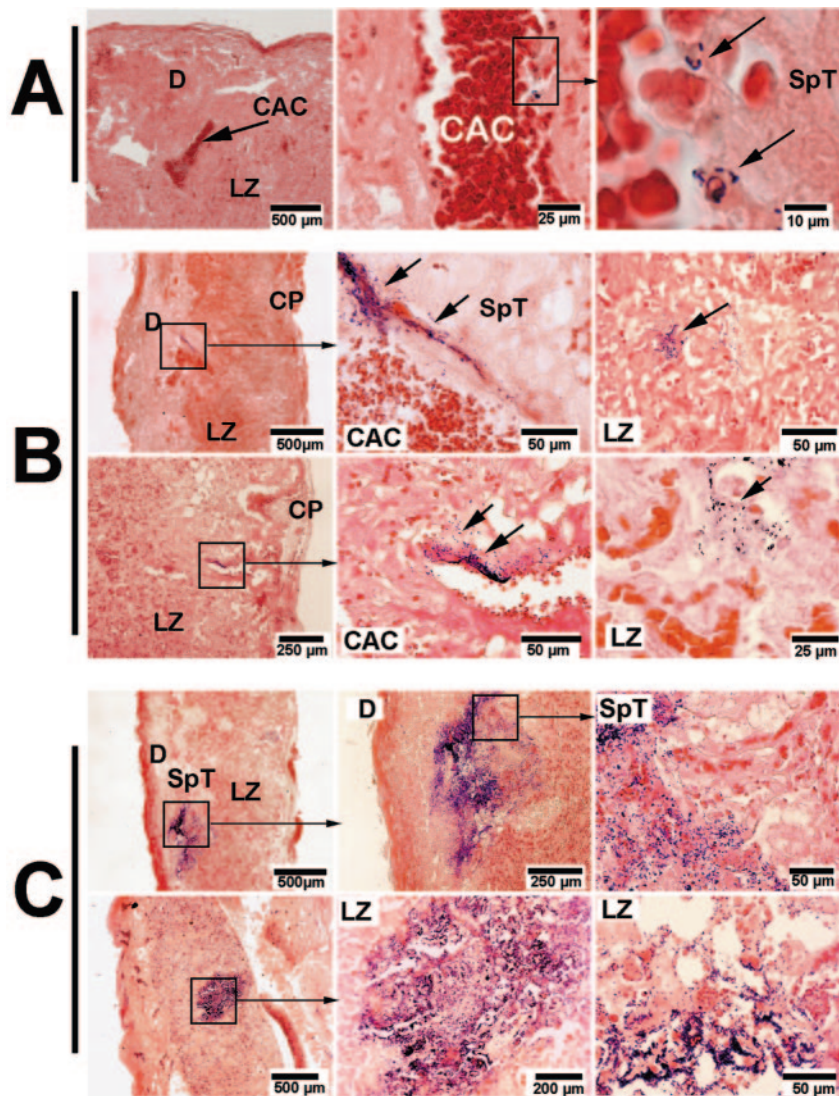 A
D
CAC
LZ
500 µm
CAC
25 µm
SpT
10 µm
B
D
CP
LZ
500µm
SpT
CAC
50 µm
LZ
50 µm
CP
LZ
250 µm
CAC
50 µm
LZ
25 µm
C
D
SpT
LZ
500µm
D
250 µm
SpT
50 µm
500 µm
LZ
200 µm
LZ
50 µm